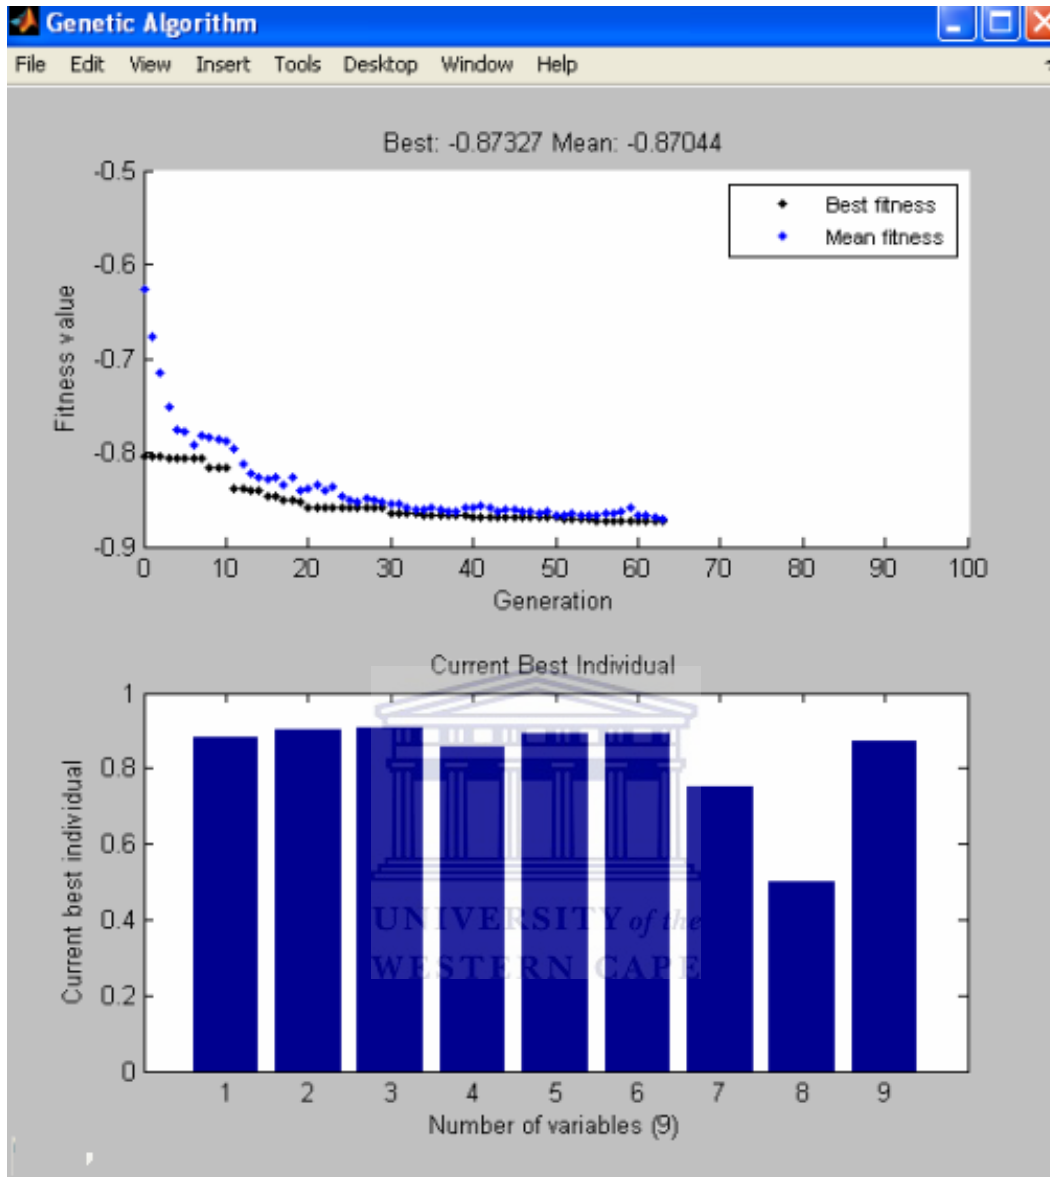 Genetic Algorithm
File Edit View Insert Tools Desktop Window Help
Best: -0.87327 Mean: -0.87044
-0.5
-0.6
-0.7
-0.8
-0.9
Fitness value
Best fitness
Mean fitness
0 10 20 30 40 50 60 70 80 90 100
Generation
Current Best Individual
1
0.8
0.6
0.4
0.2
0
Current best individual
UNIVERSITY of the
WESTERN CAPE
1 2 3 4 5 6 7 8 9
Number of variables (9)